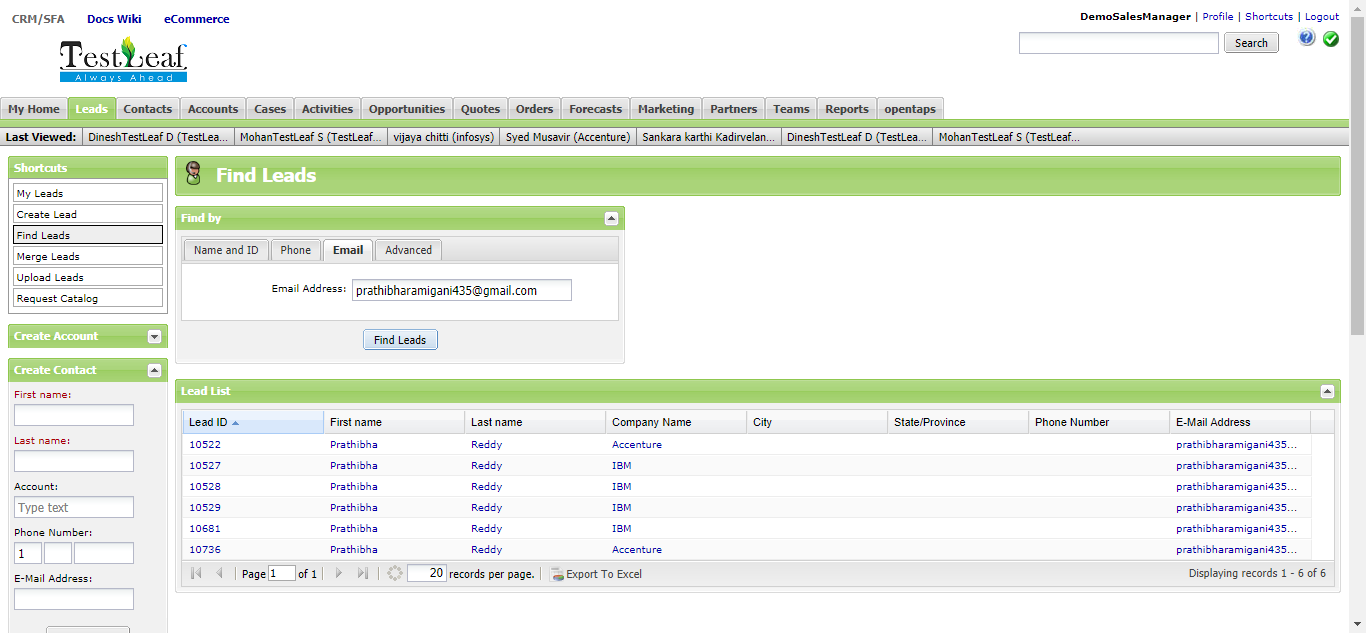 CRM/SFA Docs Wiki eCommerce
DemoSalesManager | Profile | Shortcuts | Logout
TestLeaf
Always Ahead
Search
My Home Leads Contacts Accounts Cases Activities Opportunities Quotes Orders Forecasts Marketing Partners Teams Reports opentaps
Last Viewed: DineshTestLeaf D (TestLea... MohanTestLeaf S (TestLeaf... vijaya chitti (infosys) Syed Musavir (Accenture) Sankara karthi Kadirvelan... DineshTestLeaf D (TestLea... MohanTestLeaf S (TestLeaf...
Shortcuts
My Leads
Create Lead
Find Leads
Merge Leads
Upload Leads
Request Catalog
Create Account
Create Contact
First name:
Last name:
Account:
Type text
Phone Number:
1
E-Mail Address:
Find Leads
Find by
Name and ID Phone Email Advanced
Email Address: prathibharamigani435@gmail.com
Find Leads
Lead List
Lead ID First name Last name Company Name City State/Province Phone Number E-Mail Address
10522 Prathibha Reddy Accenture prathibharamigani435...
10527 Prathibha Reddy IBM prathibharamigani435...
10528 Prathibha Reddy IBM prathibharamigani435...
10529 Prathibha Reddy IBM prathibharamigani435...
10681 Prathibha Reddy IBM prathibharamigani435...
10736 Prathibha Reddy Accenture prathibharamigani435...
Page 1 of 1 20 records per page. Export To Excel Displaying records 1 - 6 of 6